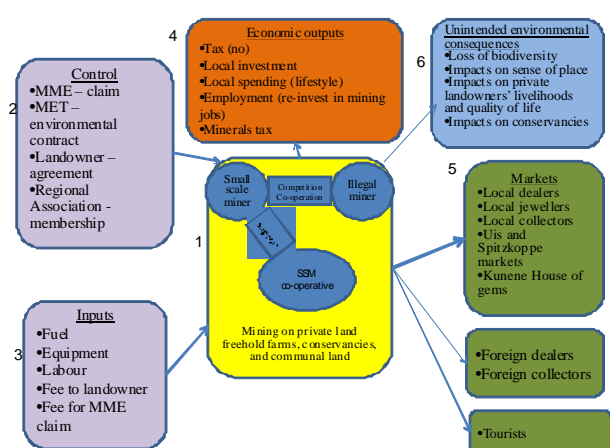 4
Economic outputs
•Tax (no)
•Local investment
•Local spending (lifestyle)
•Employment (re-invest in mining
jobs)
•Minerals tax
6
Unintended environmental
consequences
•Loss of biodiversity
•Impacts on sense of place
•Impacts on private
landowners' livelihoods
and quality of life
•Impacts on conservancies
2
Control
•MME – claim
•MET –
environmental
contract
•Landowner –
agreement
•Regional
Association -
membership
1
Small
scale
miner
Competition
Co-operation
Illegal
miner
SSM
co-operative
Mining on private land
freehold farms, conservancies,
and communal land
3
Inputs
•Fuel
•Equipment
•Labour
•Fee to landowner
•Fee for MME
claim
5
Markets
•Local dealers
•Local jewellers
•Local collectors
•Uis and
Spitzkoppe
markets
•Kunene House of
gems
•Foreign dealers
•Foreign collectors
•Tourists